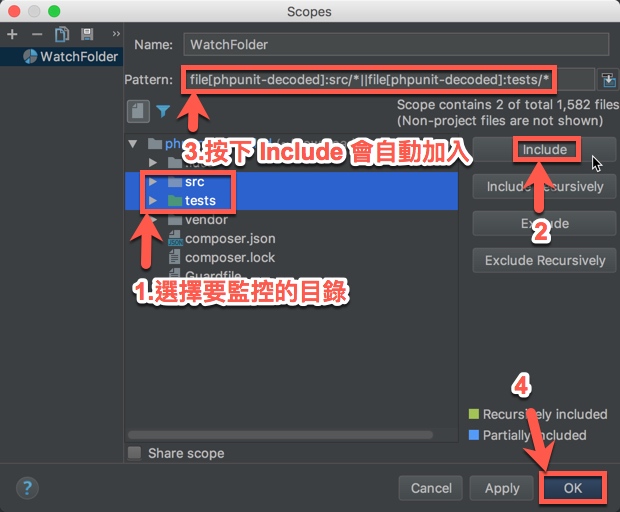 Scopes
WatchFolder
Name: WatchFolder
Pattern: file[phpunit-decoded]:src/*||file[phpunit-decoded]:tests/*
Scope contains 2 of total 1,582 files
(Non-project files are not shown)
3.按下 Include 會自動加入
Include
src
2
Include Recursively
tests
vendor
Exclude
composer.json
composer.lock
Exclude Recursively
Guardfile
1.選擇要監控的目錄
4
Recursively included
Partially included
Share scope
?
Cancel
Apply
OK